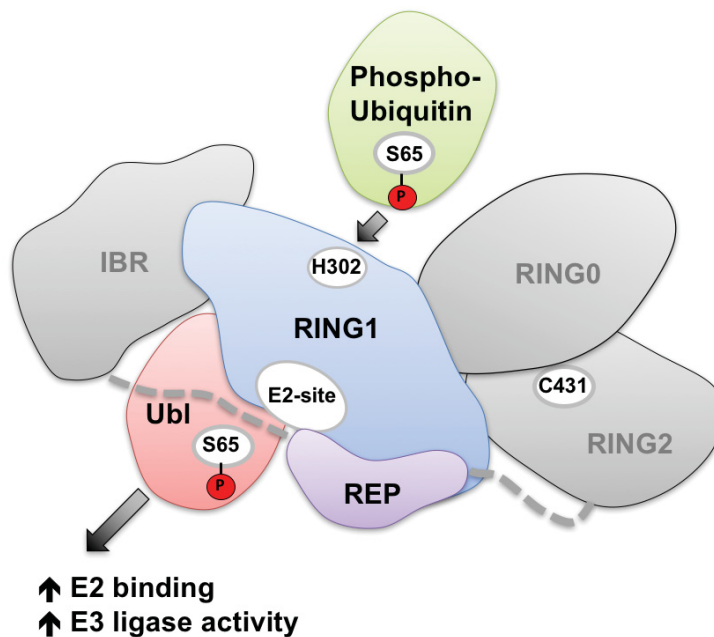 Phospho-
Ubiquitin
S65
P
IBR
H302
RING0
RING1
C431
E2-site
Ubl
S65
RING2
P
REP
E2 binding
E3 ligase activity